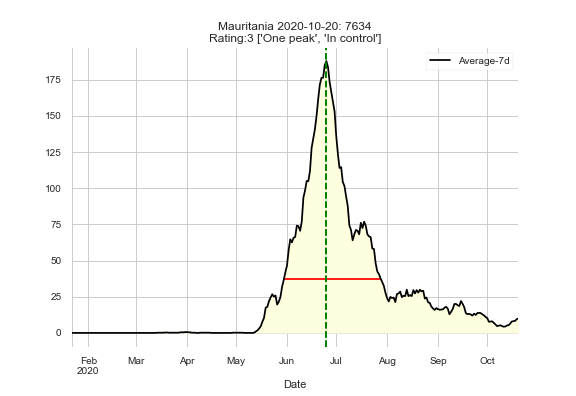 Mauritania 2020-10-20: 7634
Rating:3 ['One peak', 'In control']
Average-7d
175
150
125
100
75
50
25
0
Feb Mar Apr May Jun Jul Aug Sep Oct
2020
Date